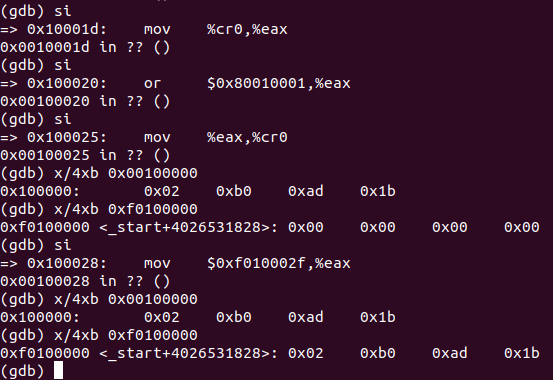 (gdb) si
=> 0x10001d:    mov    %cr0,%eax
0x0010001d in ?? ()
(gdb) si
=> 0x100020:    or     $0x80010001,%eax
0x00100020 in ?? ()
(gdb) si
=> 0x100025:    mov    %eax,%cr0
0x00100025 in ?? ()
(gdb) x/4xb 0x00100000
0x100000:       0x02    0xb0    0xad    0x1b
(gdb) x/4xb 0xf0100000
0xf0100000 <_start+4026531828>: 0x00    0x00    0x00    0x00
(gdb) si
=> 0x100028:    mov    $0xf010002f,%eax
0x00100028 in ?? ()
(gdb) x/4xb 0x00100000
0x100000:       0x02    0xb0    0xad    0x1b
(gdb) x/4xb 0xf0100000
0xf0100000 <_start+4026531828>: 0x02    0xb0    0xad    0x1b
(gdb)